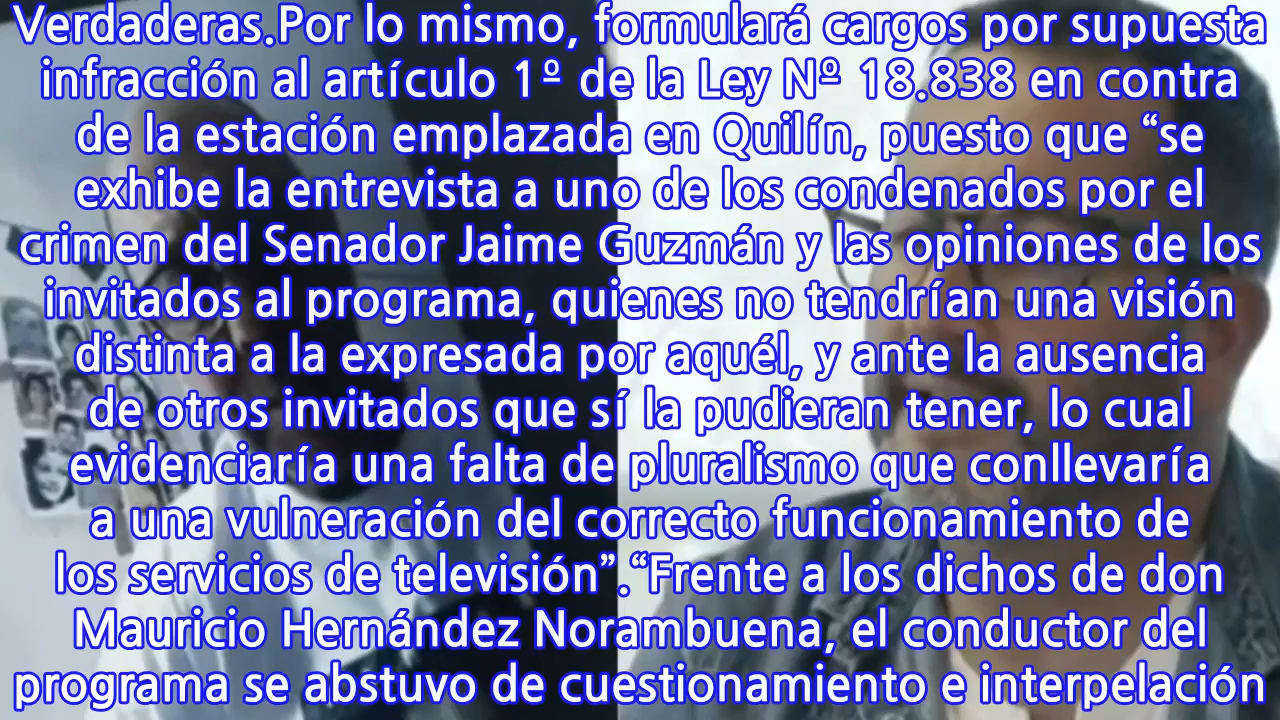 Verdaderas.Por lo mismo, formulará cargos por supuesta
infracción al artículo 1º de la Ley Nº 18.838 en contra
de la estación emplazada en Quilín, puesto que “se
exhibe la entrevista a uno de los condenados por el
crimen del Senador Jaime Guzmán y las opiniones de los
invitados al programa, quienes no tendrían una visión
distinta a la expresada por aquél, y ante la ausencia
de otros invitados que sí la pudieran tener, lo cual
evidenciaría una falta de pluralismo que conllevaría
a una vulneración del correcto funcionamiento de
los servicios de televisión”.“Frente a los dichos de don
Mauricio Hernández Norambuena, el conductor del
programa se abstuvo de cuestionamiento e interpelación